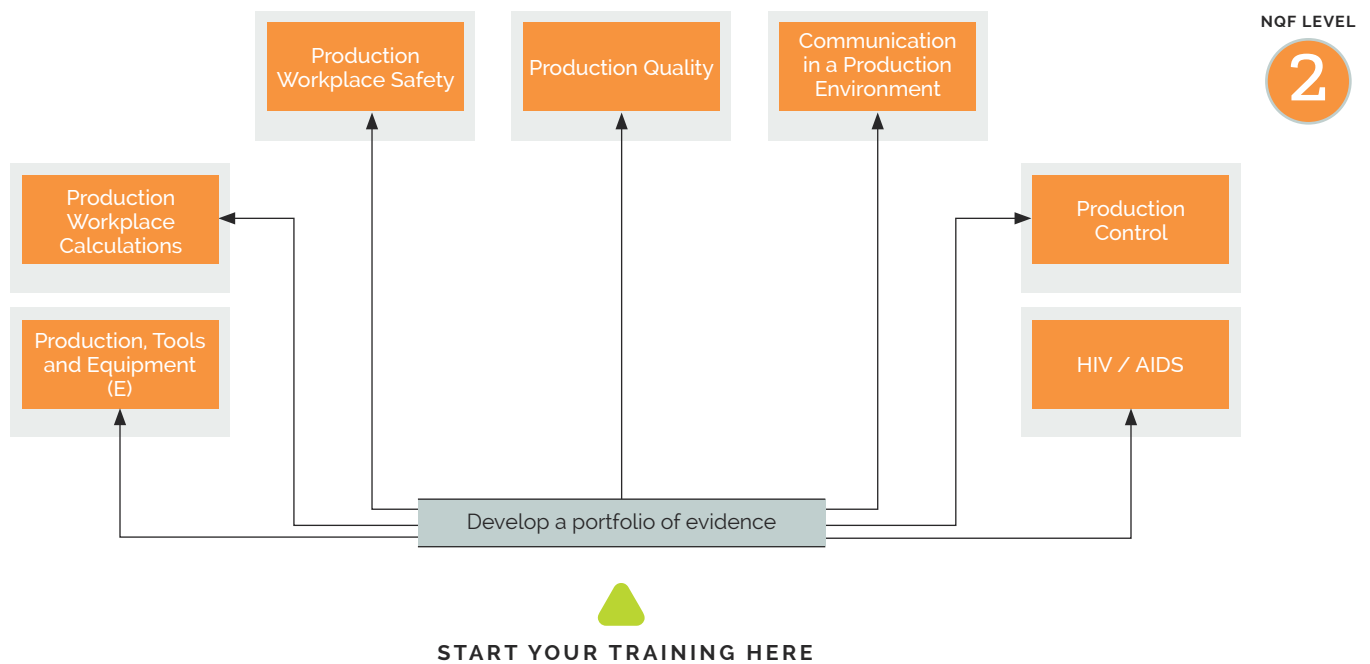 NQF LEVEL
2
Production
Workplace Safety
Production Quality
Communication
in a Production
Environment
Production
Workplace
Calculations
Production
Control
Production, Tools
and Equipment
(E)
HIV / AIDS
Develop a portfolio of evidence
START YOUR TRAINING HERE